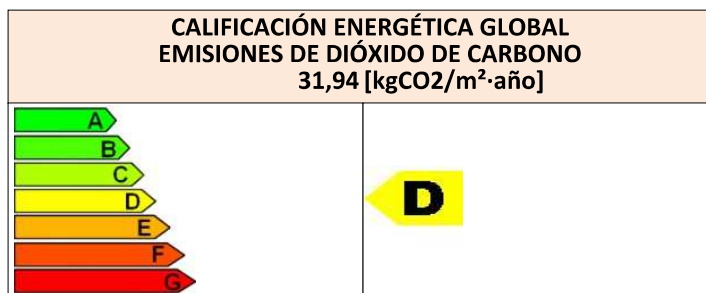 CALIFICACIÓN ENERGÉTICA GLOBAL
EMISIONES DE DIÓXIDO DE CARBONO
31,94 [kgCO2/m²·año]
A
B
C
D
D
E
F
G